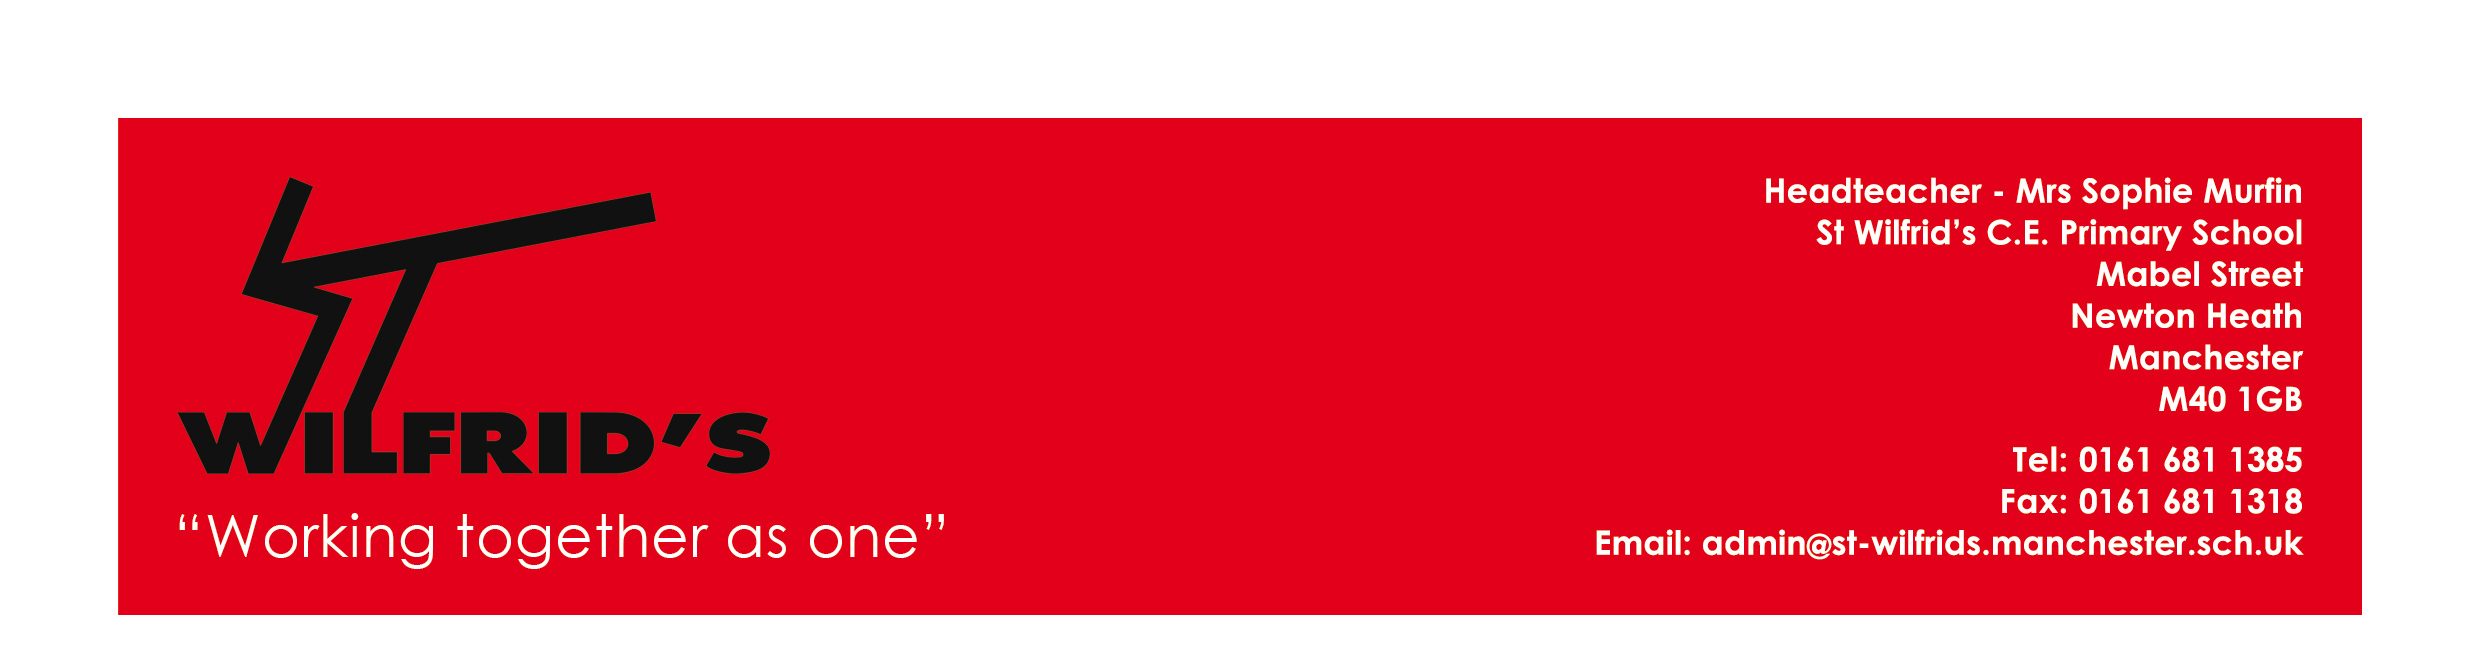 ST
WILFRID’S
“Working together as one”
Headteacher - Mrs Sophie Murfin
St Wilfrid’s C.E. Primary School
Mabel Street
Newton Heath
Manchester
M40 1GB
Tel: 0161 681 1385
Fax: 0161 681 1318
Email: admin@st-wilfrids.manchester.sch.uk